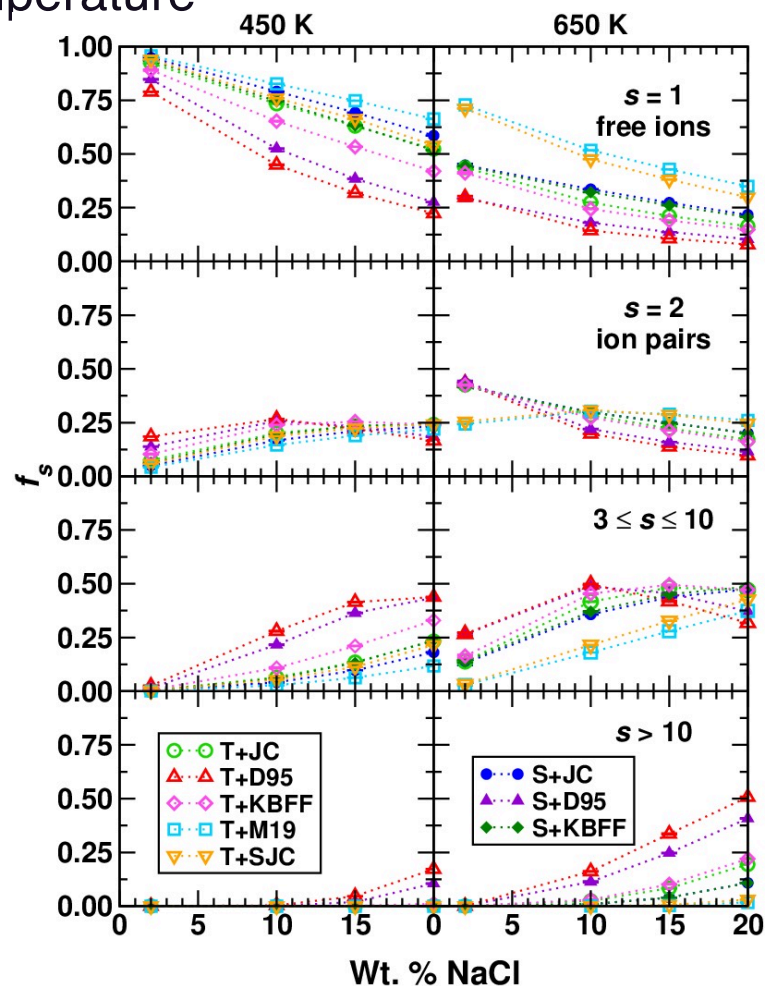 450 K 650 K
1.00
0.75
0.50
0.25
0.00
s = 1
free ions
0.75
0.50
0.25
0.00
s = 2
ion pairs
0.75
0.50
0.25
0.00
3 ≤ s ≤ 10
0.75
0.50
0.25
0.00
s > 10
T+JC
T+D95
T+KBFF
T+M19
T+SJC
S+JC
S+D95
S+KBFF
fs
0 5 10 15 0 5 10 15 20
Wt. % NaCl